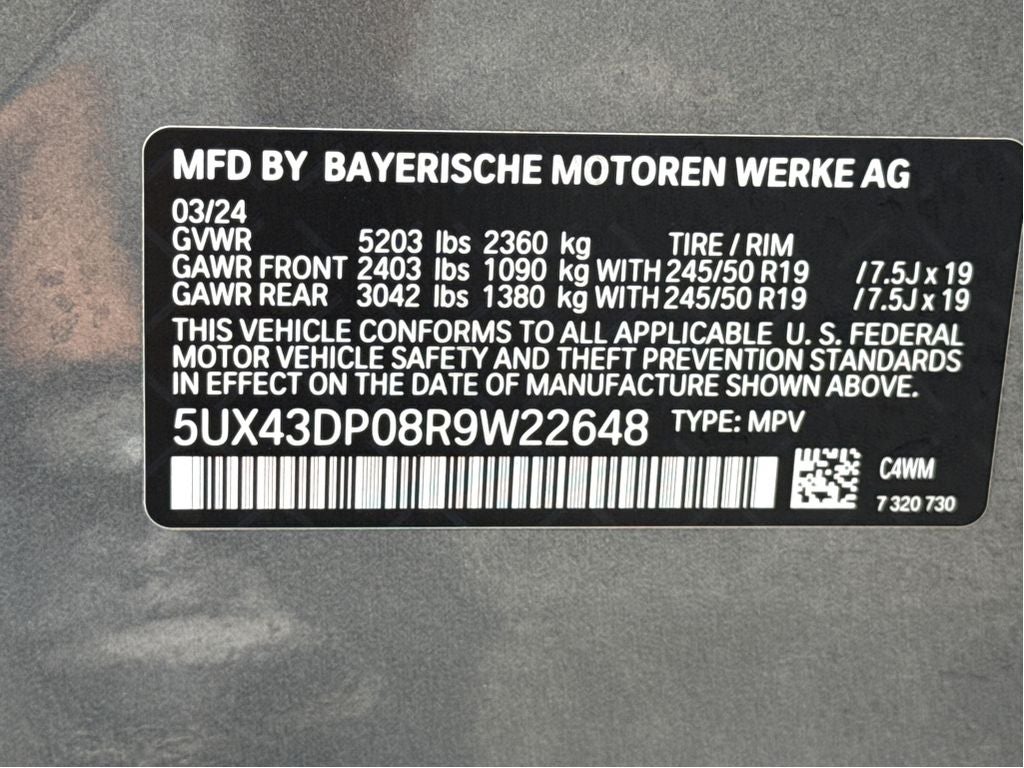 MFD BY BAYERISCHE MOTOREN WERKE AG
03/24
GVWR 5203 lbs 2360 kg TIRE / RIM
GAWR FRONT 2403 lbs 1090 kg WITH 245/50 R19 /7.5J x 19
GAWR REAR 3042 lbs 1380 kg WITH 245/50 R19 /7.5J x 19
THIS VEHICLE CONFORMS TO ALL APPLICABLE U. S. FEDERAL
MOTOR VEHICLE SAFETY AND THEFT PREVENTION STANDARDS
IN EFFECT ON THE DATE OF MANUFACTURE SHOWN ABOVE.
5UX43DP08R9W22648 TYPE: MPV
C4WM
7 320 730